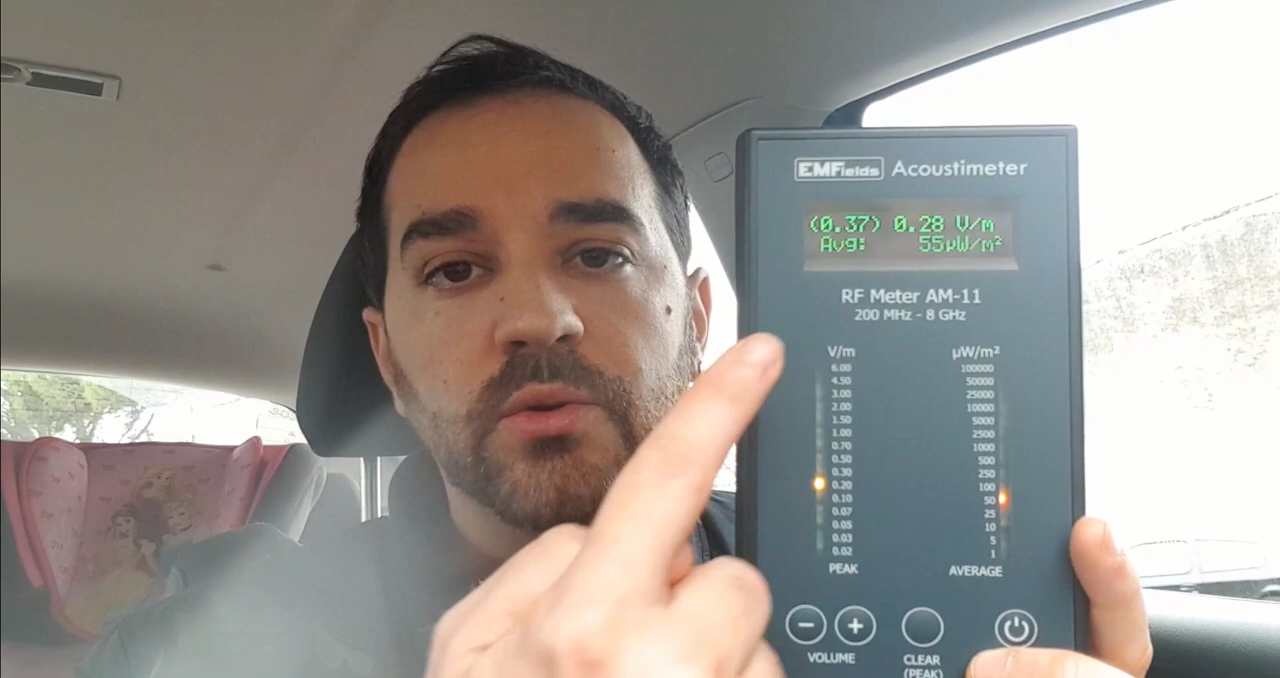 EMFields Acoustimeter
(0.37) 0.28 V/m
Avg: 55µW/m²
RF Meter AM-11
200 MHz - 8 GHz
V/m µW/m²
6.00 100000
4.50 50000
3.00 25000
2.00 10000
1.50 5000
1.00 2500
0.70 1000
0.50 500
0.30 250
0.20 100
0.10 50
0.07 25
0.05 10
0.03 5
0.02 1
PEAK AVERAGE
− +
VOLUME CLEAR
(PEAK)